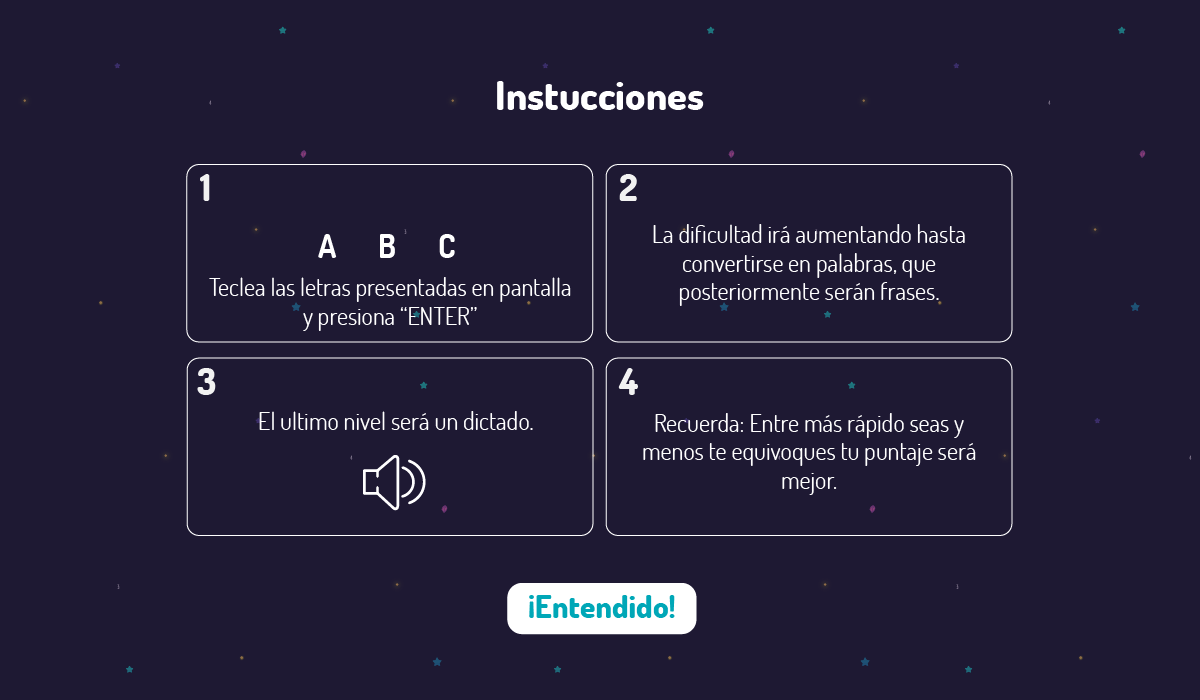 Instucciones
1
A B C
Teclea las letras presentadas en pantalla
y presiona “ENTER”
2
La dificultad irá aumentando hasta
convertirse en palabras, que
posteriormente serán frases.
3
El ultimo nivel será un dictado.
4
Recuerda: Entre más rápido seas y
menos te equivoques tu puntaje será
mejor.
¡Entendido!